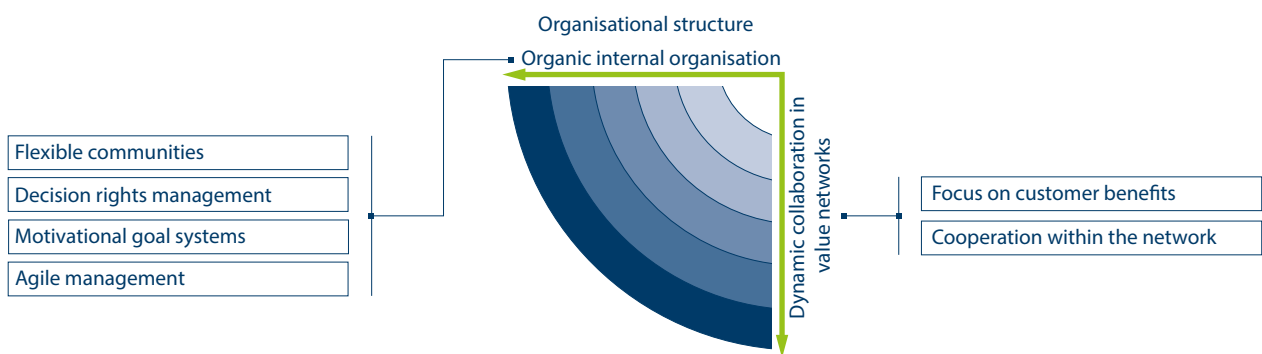 Organisational structure
Organic internal organisation
Flexible communities
Decision rights management
Motivational goal systems
Agile management
Dynamic collaboration in
value networks
Focus on customer benefits
Cooperation within the network